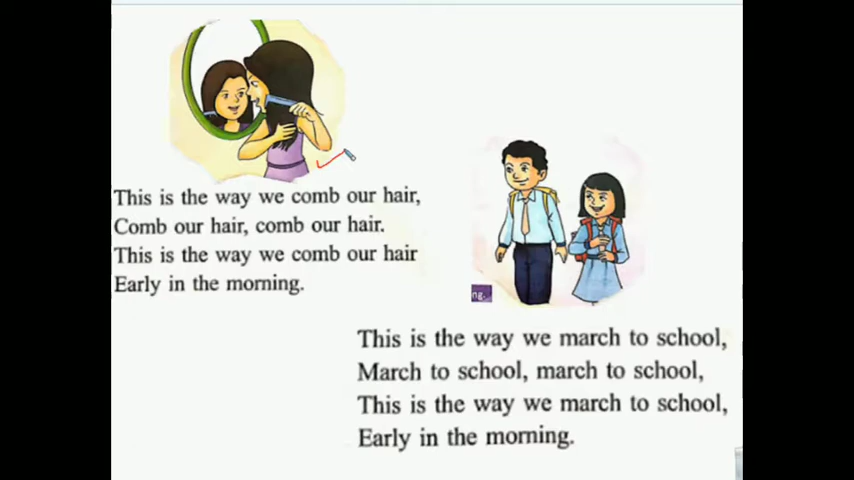 This is the way we comb our hair,
Comb our hair, comb our hair.
This is the way we comb our hair
Early in the morning.
ng.
This is the way we march to school,
March to school, march to school,
This is the way we march to school,
Early in the morning.